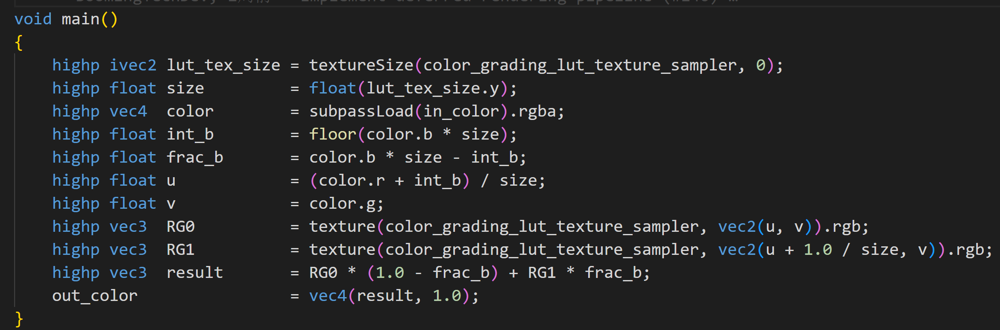 void main()
{
    highp ivec2 lut_tex_size = textureSize(color_grading_lut_texture_sampler, 0);
    highp float size         = float(lut_tex_size.y);
    highp vec4  color        = subpassLoad(in_color).rgba;
    highp float int_b        = floor(color.b * size);
    highp float frac_b       = color.b * size - int_b;
    highp float u            = (color.r + int_b) / size;
    highp float v            = color.g;
    highp vec3  RG0          = texture(color_grading_lut_texture_sampler, vec2(u, v)).rgb;
    highp vec3  RG1          = texture(color_grading_lut_texture_sampler, vec2(u + 1.0 / size, v)).rgb;
    highp vec3  result       = RG0 * (1.0 - frac_b) + RG1 * frac_b;
    out_color                = vec4(result, 1.0);
}